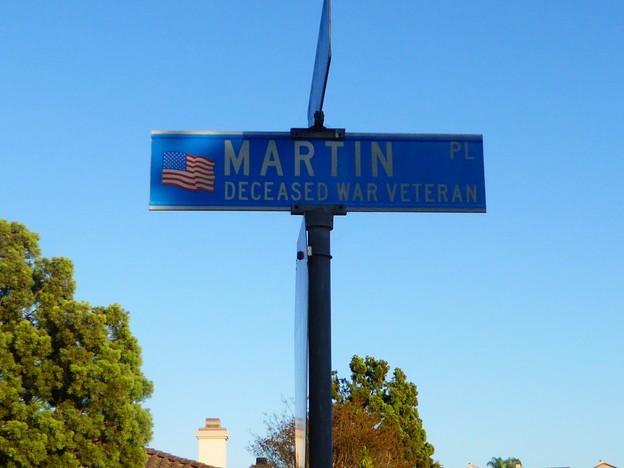 MARTIN PL
DECEASED WAR VETERAN